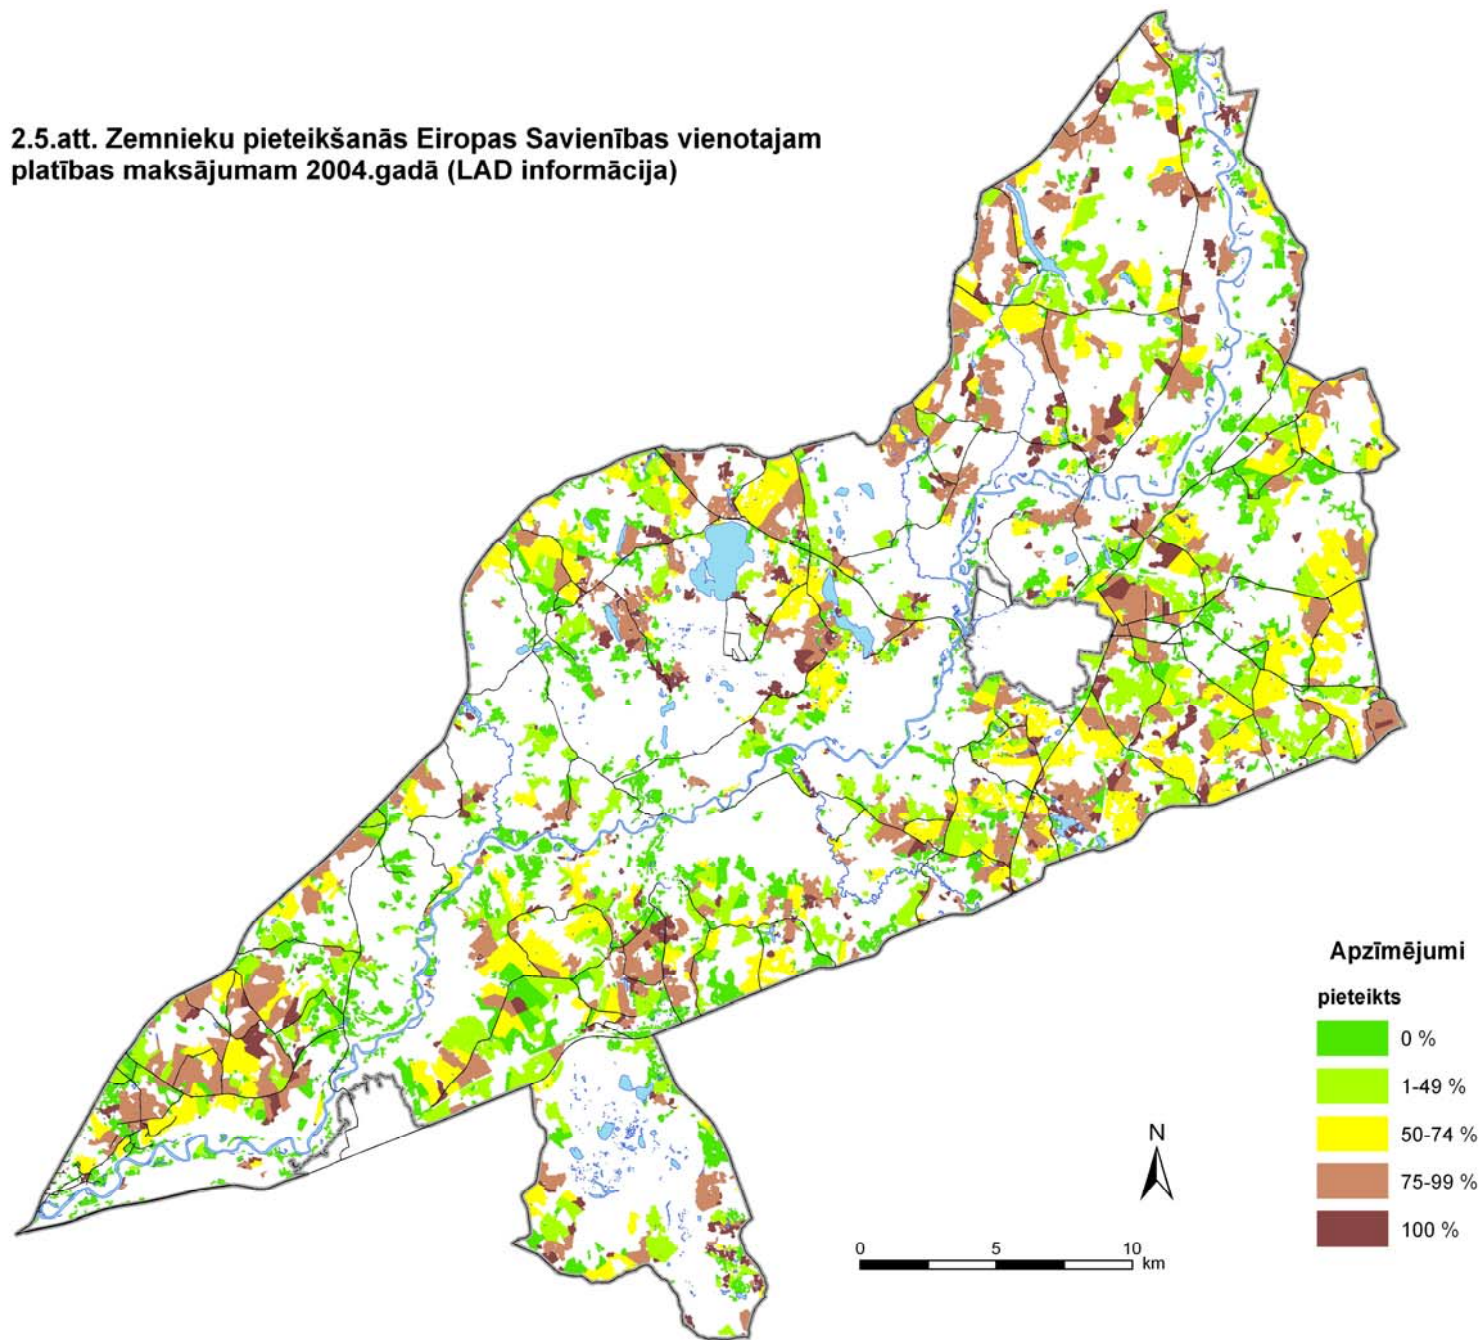 2.5.att. Zemnieku pieteikšanās Eiropas Savienības vienotajam
platības maksājumam 2004.gadā (LAD informācija)
Apzīmējumi
pieteikts
0 %
1-49 %
50-74 %
75-99 %
100 %
N
0 5 10
km